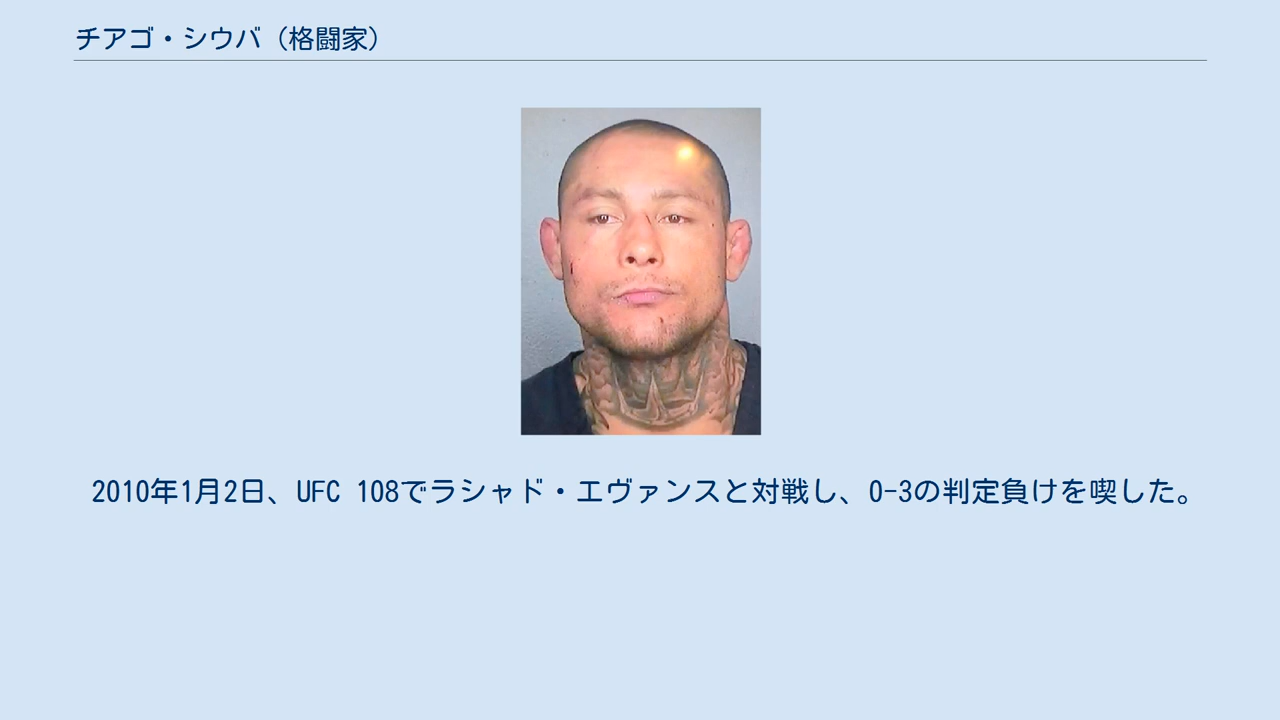 チアゴ・シウバ（格闘家）
2010年1月2日、UFC 108でラシャド・エヴァンスと対戦し、0-3の判定負けを喫した。